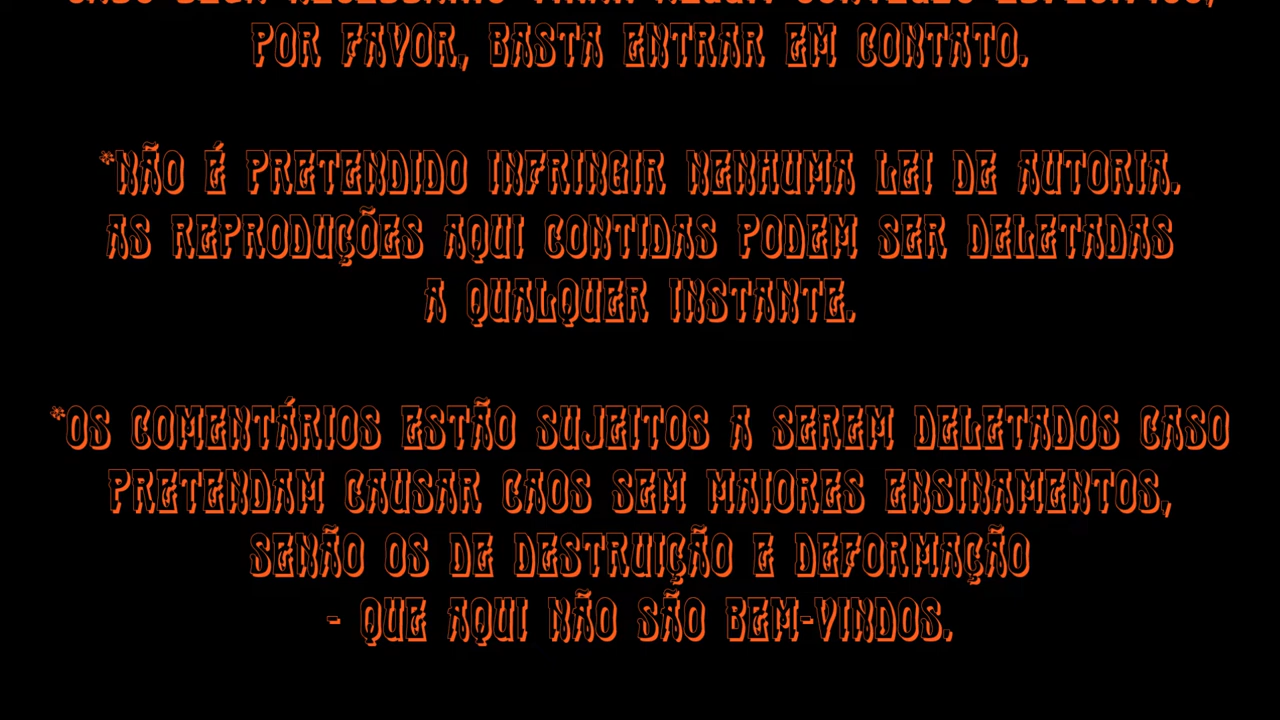 POR FAVOR, BASTA ENTRAR EM CONTATO.
*NÃO É PRETENDIDO INFRINGIR NENHUMA LEI DE AUTORIA.
AS REPRODUÇÕES AQUI CONTIDAS PODEM SER DELETADAS
A QUALQUER INSTANTE.
*OS COMENTÁRIOS ESTÃO SUJEITOS A SEREM DELETADOS CASO
PRETENDAM CAUSAR CAOS SEM MAIORES ENSINAMENTOS,
SENÃO OS DE DESTRUIÇÃO E DEFORMAÇÃO
- QUE AQUI NÃO SÃO BEM-VINDOS.